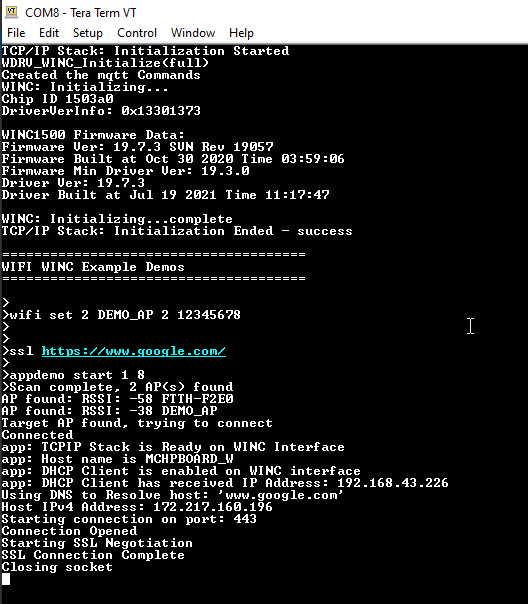 COM8 - Tera Term VT
File Edit Setup Control Window Help
TCP/IP Stack: Initialization Started
WDRU_WINC_Initialize(full)
Created the mqtt Commands
WINC: Initializing...
Chip ID 1503a0
DriverVerInfo: 0x13301373
WINC1500 Firmware Data:
Firmware Ver: 19.7.3 SVN Rev 19057
Firmware Built at Oct 30 2020 Time 03:59:06
Firmware Min Driver Ver: 19.3.0
Driver Ver: 19.7.3
Driver Built at Jul 19 2021 Time 11:17:47
WINC: Initializing...complete
TCP/IP Stack: Initialization Ended - success
======================================
WIFI WINC Example Demos
======================================
>
>wifi set 2 DEMO_AP 2 12345678
>
>
>ssl https://www.google.com/
>
>appdemo start 1 8
>Scan complete, 2 AP(s) found
AP found: RSSI: -58 FTTH-F2E0
AP found: RSSI: -38 DEMO_AP
Target AP found, trying to connect
Connected
app: TCPIP Stack is Ready on WINC Interface
app: Host name is MCHPBOARD_W
app: DHCP Client is enabled on WINC interface
app: DHCP Client has received IP Address: 192.168.43.226
Using DNS to Resolve host: 'www.google.com'
Host IPv4 Address: 172.217.160.196
Starting connection on port: 443
Connection Opened
Starting SSL Negotiation
SSL Connection Complete
Closing socket